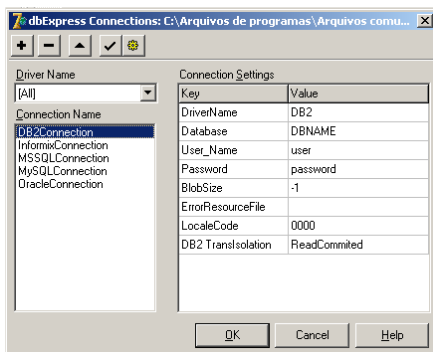 dbExpress Connections: C:\Arquivos de programas\Arquivos comu...
Driver Name
[All]
Connection Name
DB2Connection
InformixConnection
MSSQLConnection
MySQLConnection
OracleConnection
Connection Settings
Key Value
DriverName DB2
Database DBNAME
User_Name user
Password password
BlobSize -1
ErrorResourceFile
LocaleCode 0000
DB2 TransIsolation ReadCommited
OK Cancel Help